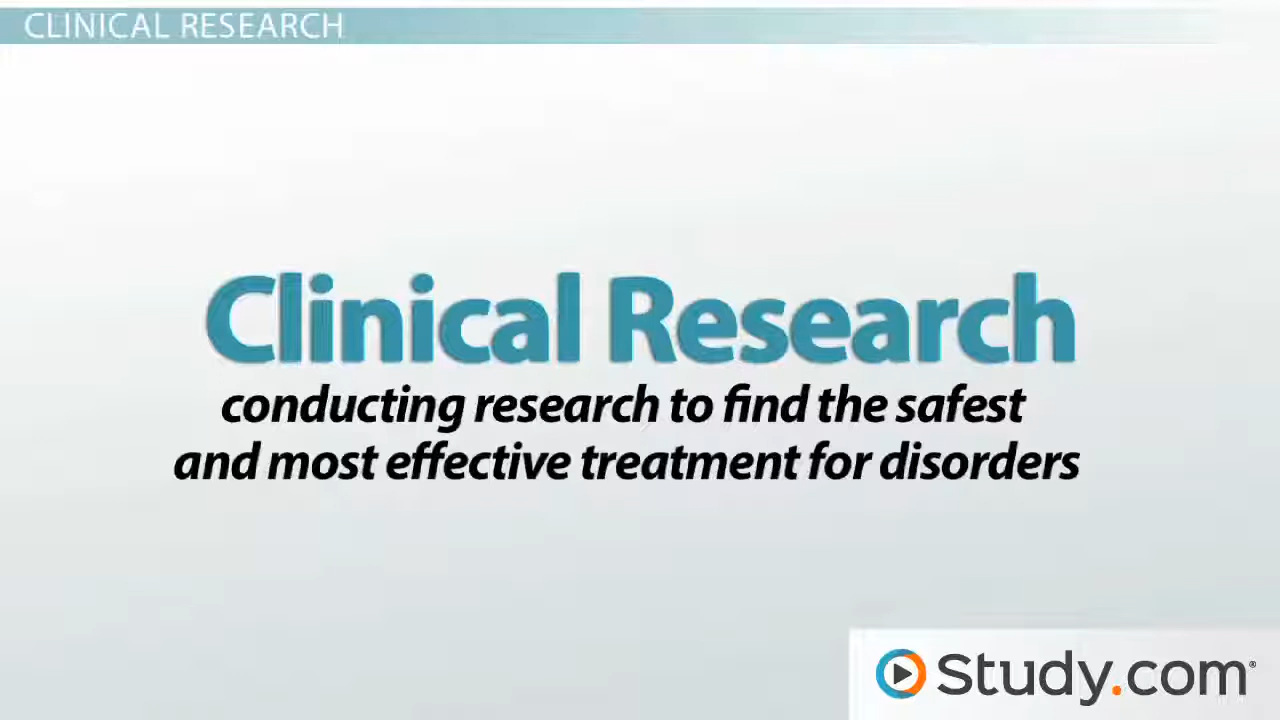 CLINICAL RESEARCH
Clinical Research
conducting research to find the safest
and most effective treatment for disorders
Study.com®